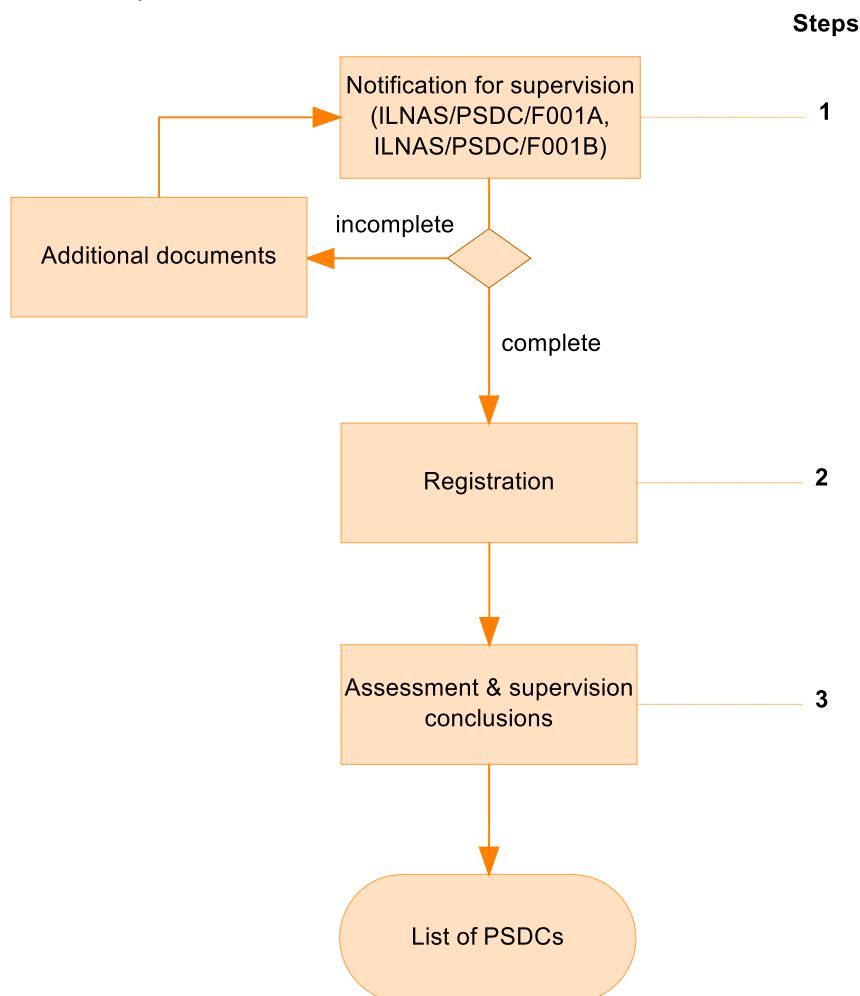 Steps
Notification for supervision
(ILNAS/PSDC/F001A,
ILNAS/PSDC/F001B)
1
incomplete
Additional documents
complete
Registration
2
Assessment & supervision
conclusions
3
List of PSDCs